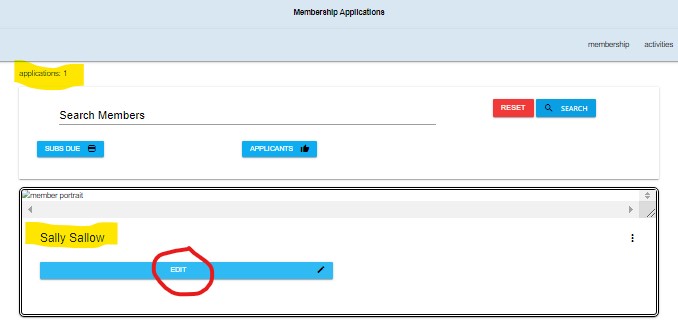 Membership Applications
membership activities
applications: 1
Search Members
RESET SEARCH
SUBS DUE APPLICANTS
member portrait
Sally Sallow
EDIT